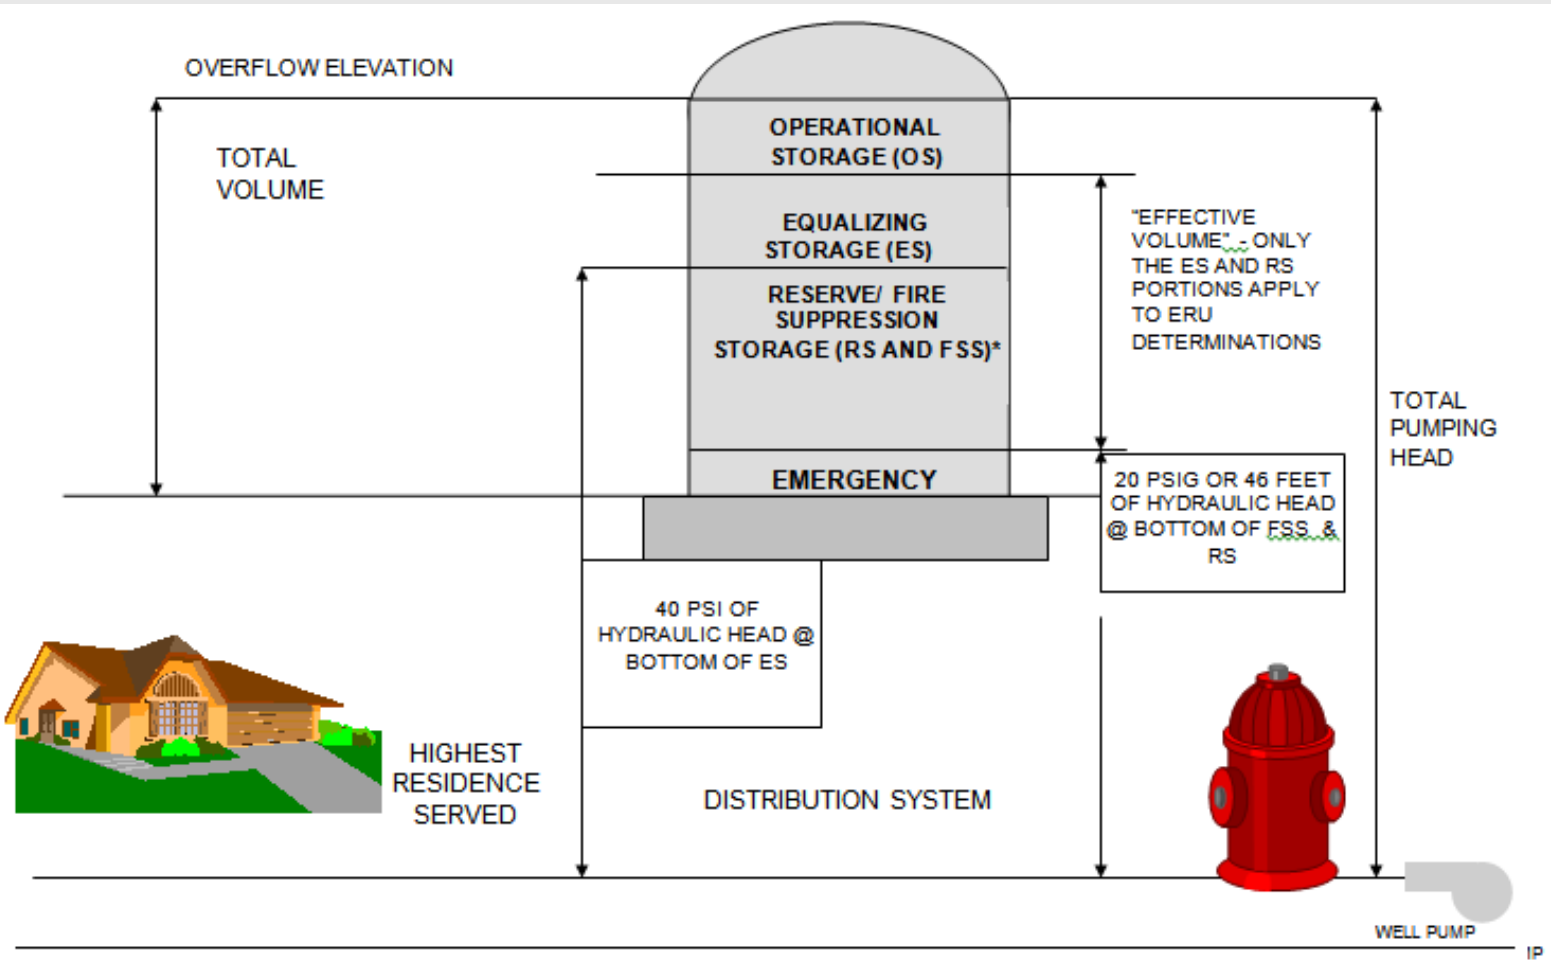 OVERFLOW ELEVATION
TOTAL
VOLUME
OPERATIONAL
STORAGE (OS)
EQUALIZING
STORAGE (ES)
RESERVE/ FIRE
SUPPRESSION
STORAGE (RS AND FSS)*
EMERGENCY
"EFFECTIVE
VOLUME" - ONLY
THE ES AND RS
PORTIONS APPLY
TO ERU
DETERMINATIONS
TOTAL
PUMPING
HEAD
20 PSIG OR 46 FEET
OF HYDRAULIC HEAD
@ BOTTOM OF FSS &
RS
40 PSI OF
HYDRAULIC HEAD @
BOTTOM OF ES
HIGHEST
RESIDENCE
SERVED
DISTRIBUTION SYSTEM
WELL PUMP
IP